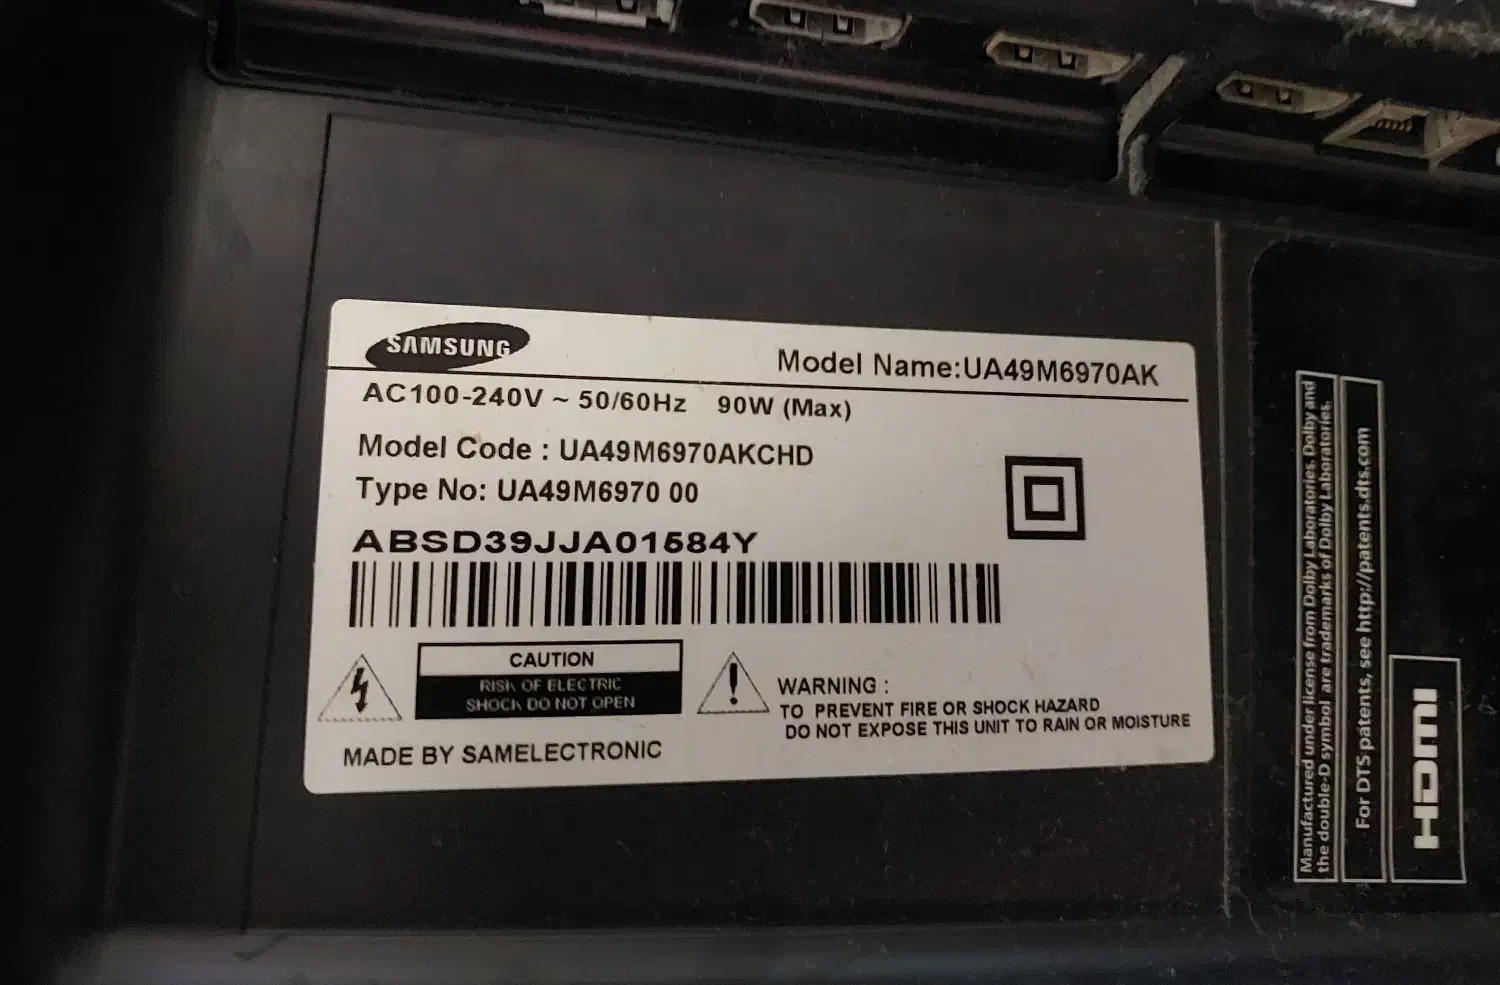 SAMSUNG
Model Name:UA49M6970AK
AC100-240V ~ 50/60Hz 90W (Max)
Model Code : UA49M6970AKCHD
Type No: UA49M6970 00
ABSD39JJA01584Y
CAUTION
RISK OF ELECTRIC
SHOCK DO NOT OPEN
WARNING :
TO PREVENT FIRE OR SHOCK HAZARD
DO NOT EXPOSE THIS UNIT TO RAIN OR MOISTURE
MADE BY SAMELECTRONIC
Manufactured under license from Dolby Laboratories. Dolby and
the double-D symbol are trademarks of Dolby Laboratories.
For DTS patents, see http://patents.dts.com
HDMI